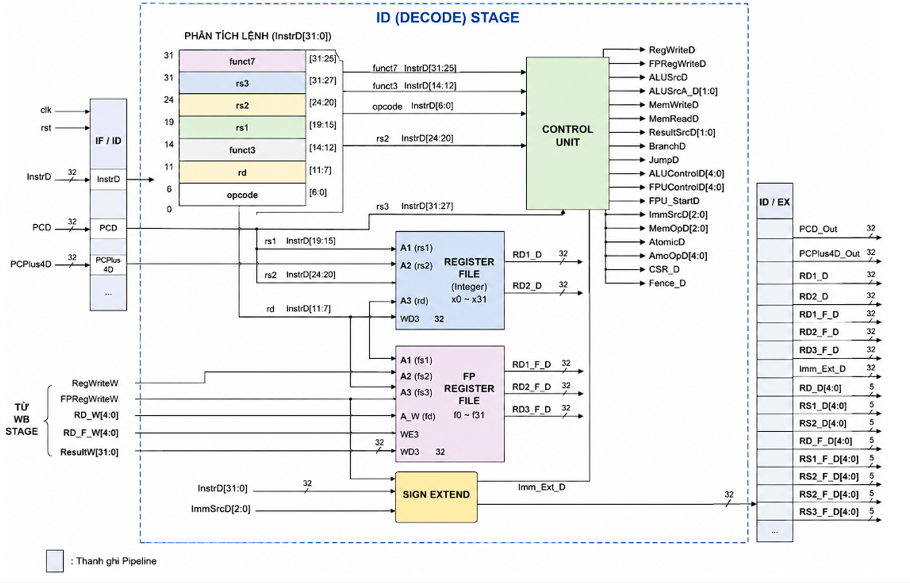 ID (DECODE) STAGE
PHÂN TÍCH LỆNH (InstrD[31:0])
31
funct7
[31:25]
31
rs3
[31:27]
24
rs2
[24:20]
19
rs1
[19:15]
14
funct3
[14:12]
11
rd
[11:7]
6
opcode
[6:0]
0
clk
rst
IF / ID
InstrD
32
InstrD
PCD
32
PCD
PCPlus4D
32
PCPlus
4D
...
funct7 InstrD[31:25]
funct3 InstrD[14:12]
opcode InstrD[6:0]
rs2 InstrD[24:20]
rs3 InstrD[31:27]
rs1 InstrD[19:15]
rs2 InstrD[24:20]
rd InstrD[11:7]
CONTROL
UNIT
RegWriteD
FPRegWriteD
ALUSrcD
ALUSrcA_D[1:0]
MemWriteD
MemReadD
ResultSrcD[1:0]
BranchD
JumpD
ALUControlD[4:0]
FPUControlD[4:0]
FPU_StartD
ImmSrcD[2:0]
MemOpD[2:0]
AtomicD
AmoOpD[4:0]
CSR_D
Fence_D
A1 (rs1)
A2 (rs2)
A3 (rd)
WD3 32
REGISTER
FILE
(Integer)
x0 ~ x31
RD1_D
32
RD2_D
32
A1 (fs1)
A2 (fs2)
A3 (fs3)
A_W (fd)
WE3
WD3 32
FP
REGISTER
FILE
f0 ~ f31
RD1_F_D
32
RD2_F_D
32
RD3_F_D
32
TỪ
WB
STAGE
RegWriteW
FPRegWriteW
RD_W[4:0]
RD_F_W[4:0]
ResultW[31:0]
32
InstrD[31:0]
32
ImmSrcD[2:0]
SIGN EXTEND
Imm_Ext_D
32
ID / EX
...
PCD_Out 32
PCPlus4D_Out 32
RD1_D 32
RD2_D 32
RD1_F_D 32
RD2_F_D 32
RD3_F_D 32
Imm_Ext_D 32
RD_D[4:0] 5
RS1_D[4:0] 5
RS2_D[4:0] 5
RD_F_D[4:0] 5
RS1_F_D[4:0] 5
RS2_F_D[4:0] 5
RS2_F_D[4:0] 5
RS3_F_D[4:0] 5
: Thanh ghi Pipeline